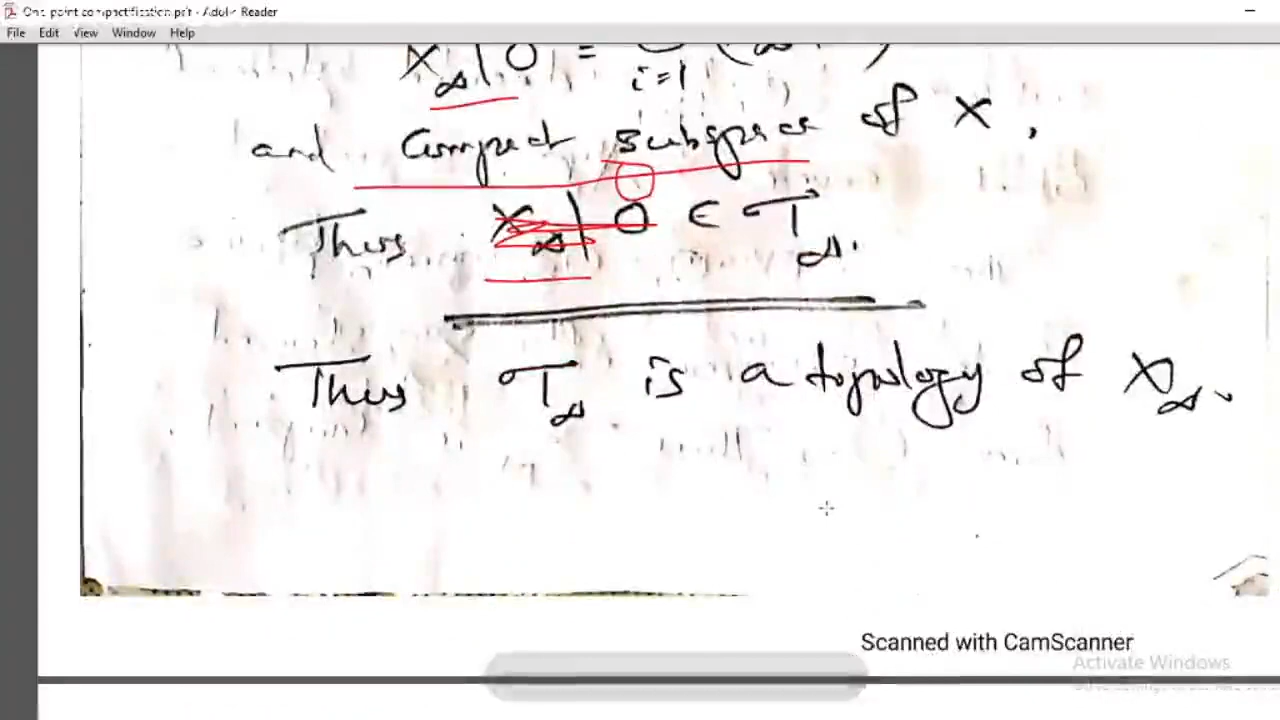 One point compactification.pdf - Adobe Reader
File Edit View Window Help
X∞ \ O =
i=1
and compact subspace of X,
Thus X∞ \ O ∈ T∞.
Thus T∞ is a topology of X∞.
Scanned with CamScanner
Activate Windows